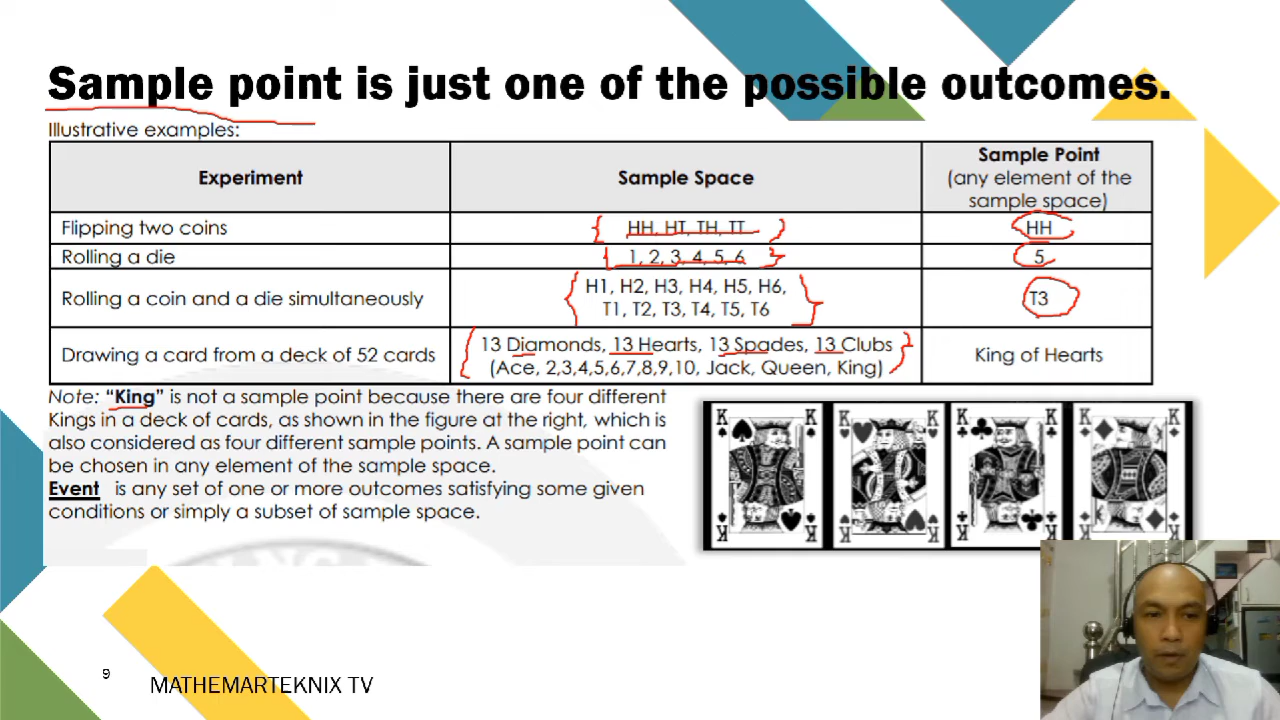 Sample point is just one of the possible outcomes.
Illustrative examples:
Experiment
Sample Space
Sample Point
(any element of the
sample space)
Flipping two coins
HH, HT, TH, TT
HH
Rolling a die
1, 2, 3, 4, 5, 6
5
Rolling a coin and a die simultaneously
H1, H2, H3, H4, H5, H6,
T1, T2, T3, T4, T5, T6
T3
Drawing a card from a deck of 52 cards
13 Diamonds, 13 Hearts, 13 Spades, 13 Clubs
(Ace, 2,3,4,5,6,7,8,9,10, Jack, Queen, King)
King of Hearts
Note: “King” is not a sample point because there are four different
Kings in a deck of cards, as shown in the figure at the right, which is
also considered as four different sample points. A sample point can
be chosen in any element of the sample space.
Event is any set of one or more outcomes satisfying some given
conditions or simply a subset of sample space.
K K K K K K K K
K K K K K K K K
9
MATHEMARTEKNIX TV